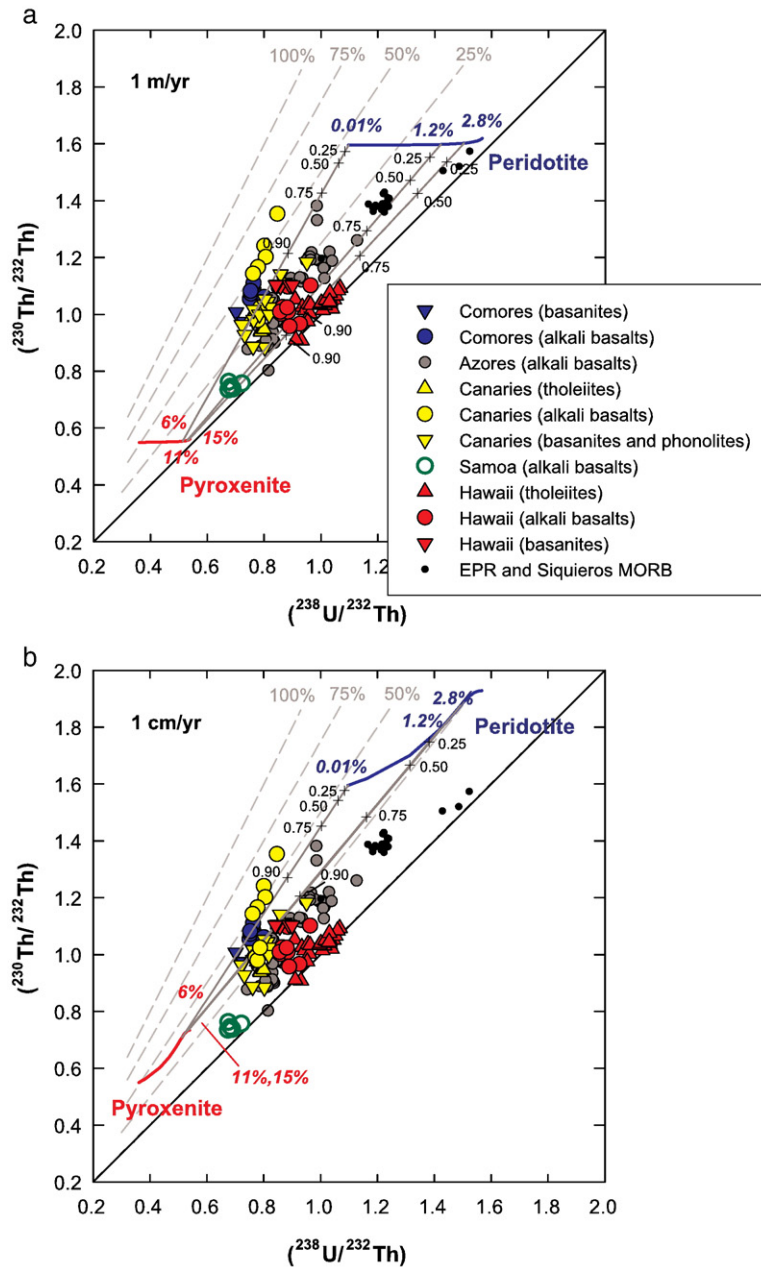 a
2.0
1.8
1.6
1.4
1.2
1.0
0.8
0.6
0.4
0.2
(²³⁰Th/²³²Th)
1 m/yr
100%
75%
50%
25%
0.01%
1.2%
2.8%
Peridotite
0.25
0.50
0.75
0.90
0.25
0.50
0.75
0.25
0.50
0.75
0.90
0.90
6%
15%
11%
Pyroxenite
0.2 0.4 0.6 0.8 1.0
(²³⁸U/²³²Th)
Comores (basanites)
Comores (alkali basalts)
Azores (alkali basalts)
Canaries (tholeiites)
Canaries (alkali basalts)
Canaries (basanites and phonolites)
Samoa (alkali basalts)
Hawaii (tholeiites)
Hawaii (alkali basalts)
Hawaii (basanites)
EPR and Siquieros MORB
b
2.0
1.8
1.6
1.4
1.2
1.0
0.8
0.6
0.4
0.2
(²³⁰Th/²³²Th)
1 cm/yr
100%
75%
50%
0.01%
1.2%
2.8%
Peridotite
0.25
0.50
0.75
0.90
0.25
0.50
0.75
0.90
6%
11%,15%
Pyroxenite
0.2 0.4 0.6 0.8 1.0 1.2 1.4 1.6 1.8 2.0
(²³⁸U/²³²Th)